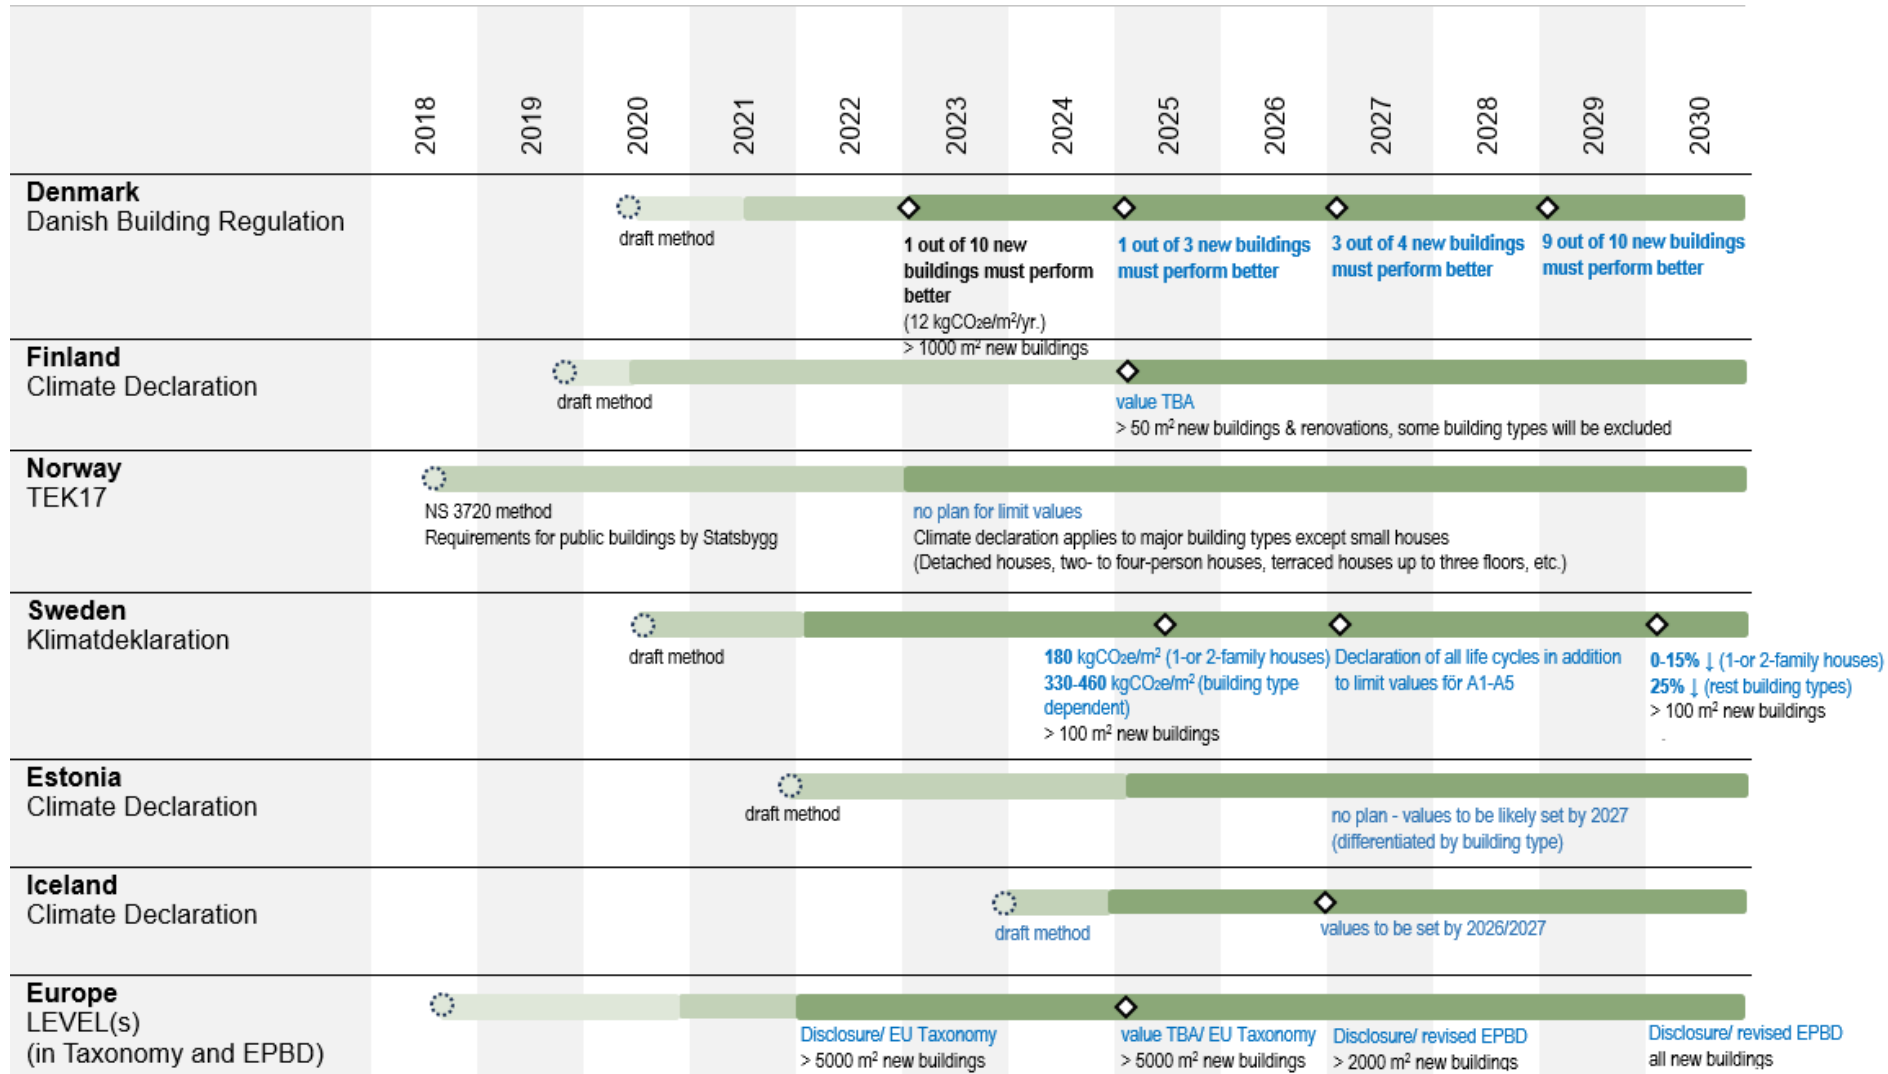 2018 2019 2020 2021 2022 2023 2024 2025 2026 2027 2028 2029 2030
Denmark
Danish Building Regulation
draft method
1 out of 10 new
buildings must perform
better
(12 kgCO₂e/m²/yr.)
> 1000 m² new buildings
1 out of 3 new buildings
must perform better
3 out of 4 new buildings
must perform better
9 out of 10 new buildings
must perform better
Finland
Climate Declaration
draft method
value TBA
> 50 m² new buildings & renovations, some building types will be excluded
Norway
TEK17
NS 3720 method
Requirements for public buildings by Statsbygg
no plan for limit values
Climate declaration applies to major building types except small houses
(Detached houses, two- to four-person houses, terraced houses up to three floors, etc.)
Sweden
Klimatdeklaration
draft method
180 kgCO₂e/m² (1-or 2-family houses)
330-460 kgCO₂e/m² (building type
dependent)
> 100 m² new buildings
Declaration of all life cycles in addition
to limit values för A1-A5
0-15% ↓ (1-or 2-family houses)
25% ↓ (rest building types)
> 100 m² new buildings
Estonia
Climate Declaration
draft method
no plan - values to be likely set by 2027
(differentiated by building type)
Iceland
Climate Declaration
draft method
values to be set by 2026/2027
Europe
LEVEL(s)
(in Taxonomy and EPBD)
Disclosure/ EU Taxonomy
> 5000 m² new buildings
value TBA/ EU Taxonomy
> 5000 m² new buildings
Disclosure/ revised EPBD
> 2000 m² new buildings
Disclosure/ revised EPBD
all new buildings